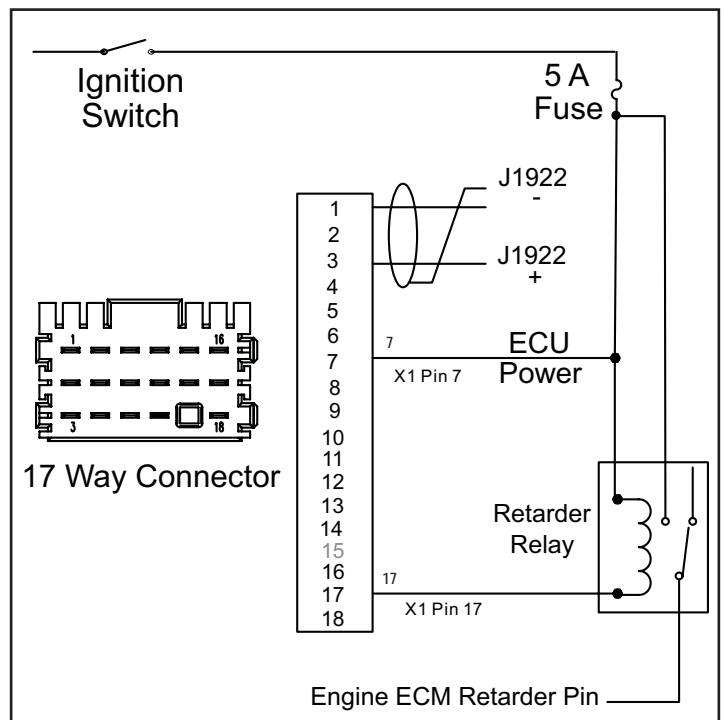 Ignition
Switch
5 A
Fuse
J1922
-
J1922
+
1
2
3
4
5
6
7
8
9
10
11
12
13
14
15
16
17
18
7
X1 Pin 7
ECU
Power
1
16
3
18
17 Way Connector
Retarder
Relay
17
X1 Pin 17
Engine ECM Retarder Pin